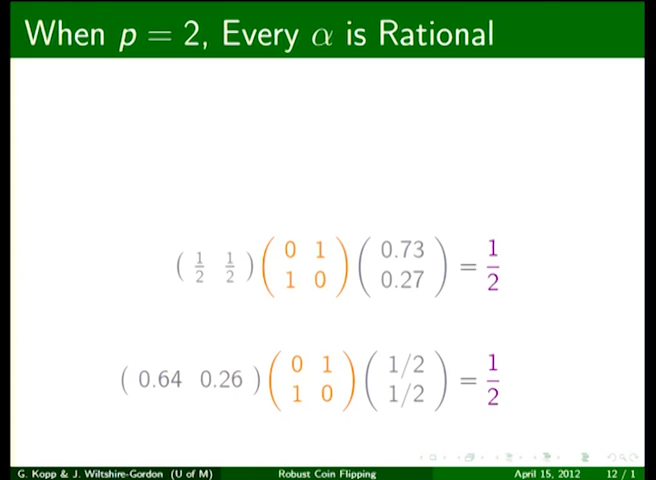 When p = 2, Every α is Rational
( 1/2 1/2 ) ( 0 1 ; 1 0 ) ( 0.73 ; 0.27 ) = 1/2
( 0.64 0.26 ) ( 0 1 ; 1 0 ) ( 1/2 ; 1/2 ) = 1/2
G. Kopp & J. Wiltshire-Gordon (U of M) Robust Coin Flipping April 15, 2012 12 / 1